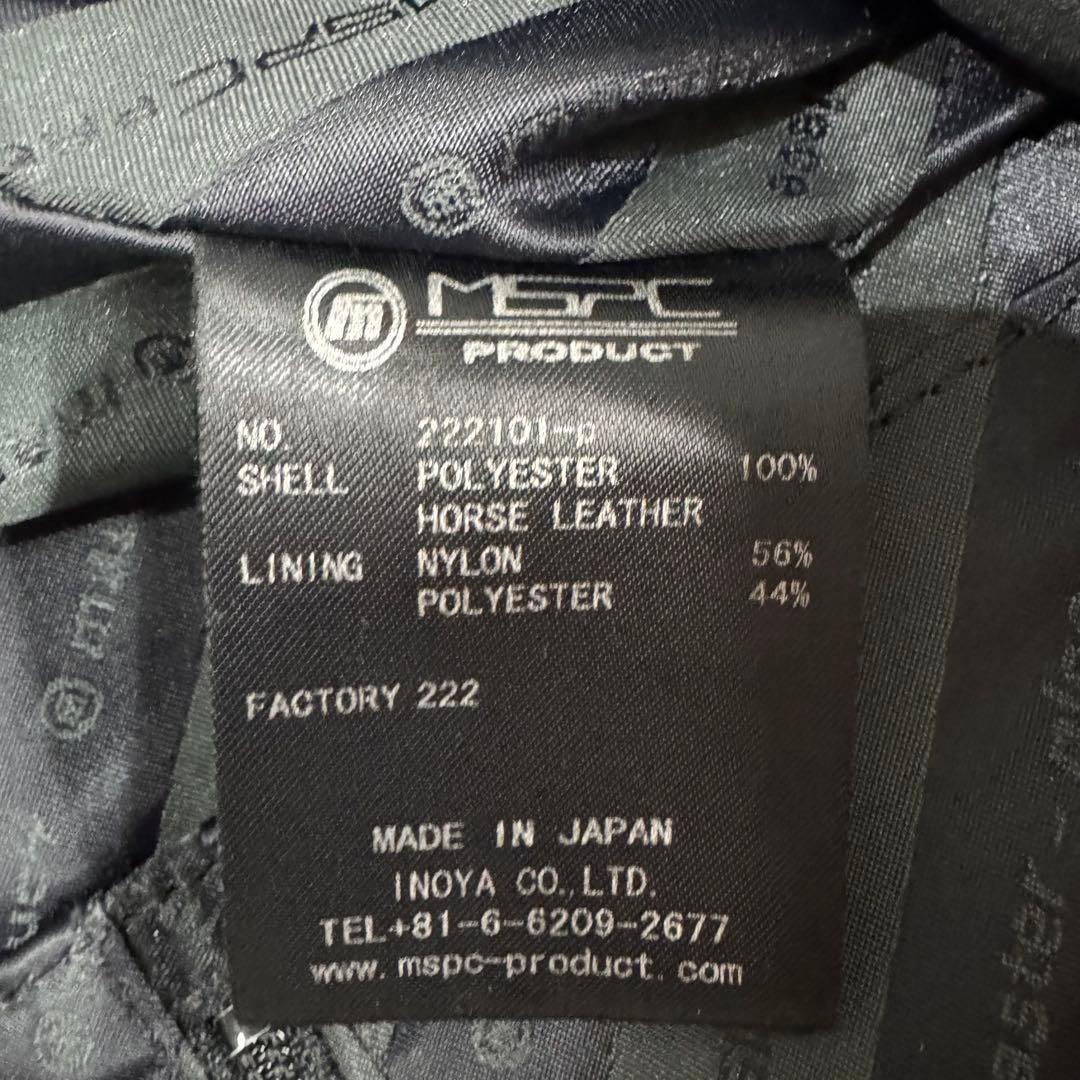 m MSPC
PRODUCT
NO 222101-p
SHELL POLYESTER 100%
HORSE LEATHER
LINING NYLON 56%
POLYESTER 44%
FACTORY 222
MADE IN JAPAN
INOYA CO.,LTD.
TEL+81-6-6209-2677
www.mspc-product.com